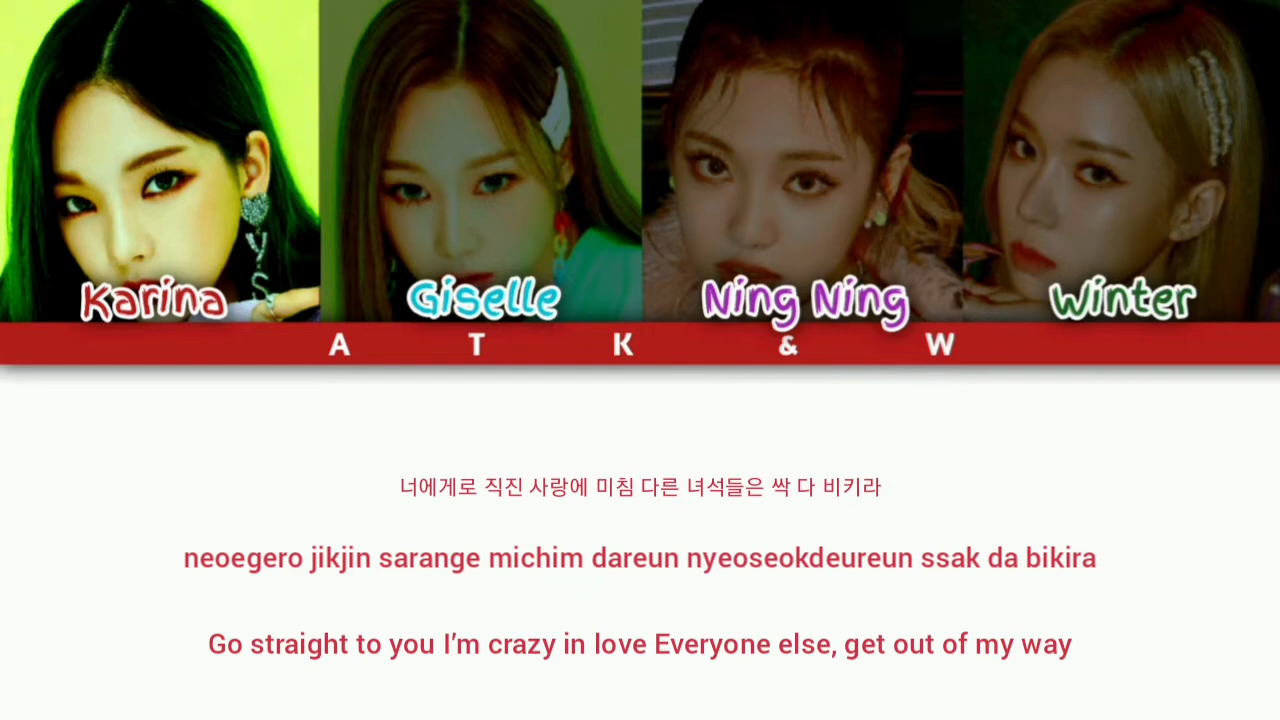 Karina Giselle Ning Ning Winter
A T K & W
너에게로 직진 사랑에 미침 다른 녀석들은 싹 다 비키라
neoegero jikjin sarange michim dareun nyeoseokdeureun ssak da bikira
Go straight to you I’m crazy in love Everyone else, get out of my way